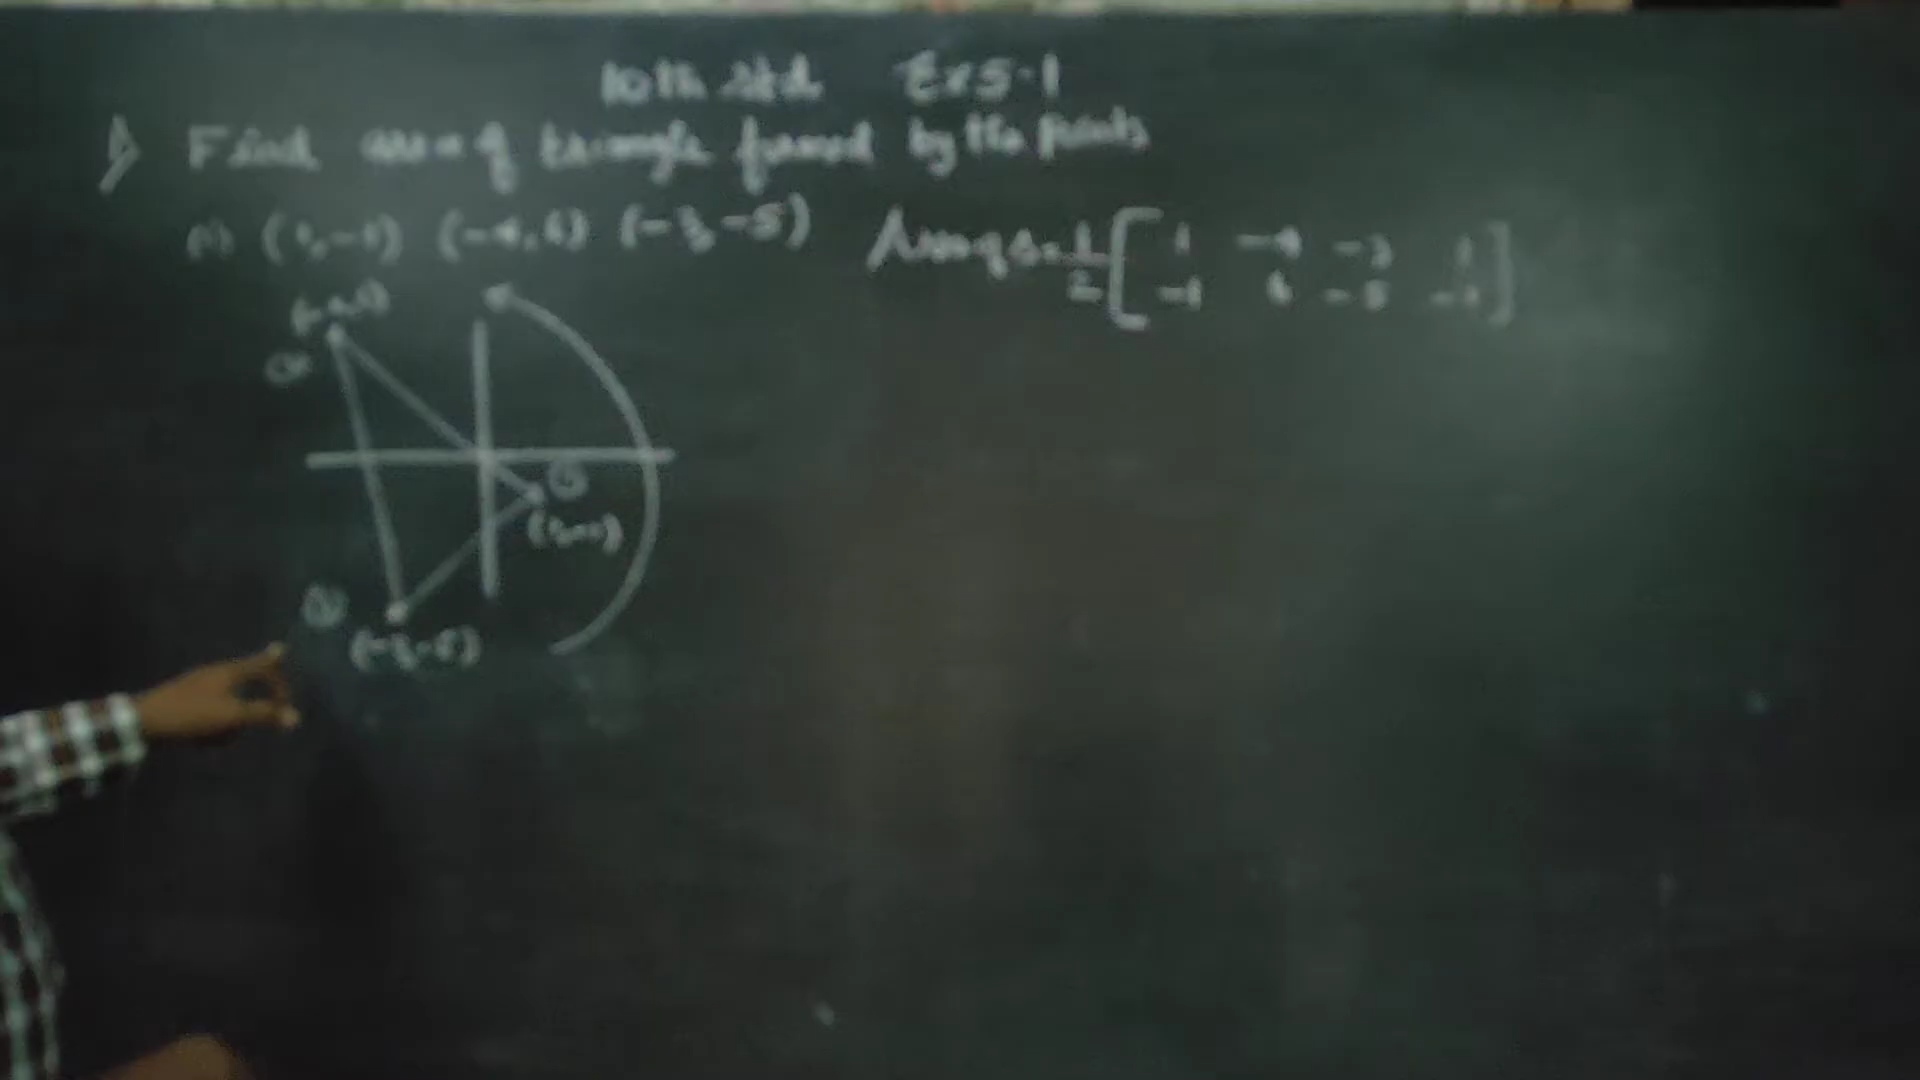 10th std Ex 5.1
1) Find area of triangle formed by the points
(i) (1,-1) (-4,6) (-3,-5)
Area of Δ = 1/2 [ 1 -4 -3 1
-1 6 -5 -1 ]
(-4,6)
(1,-1)
(-3,-5)